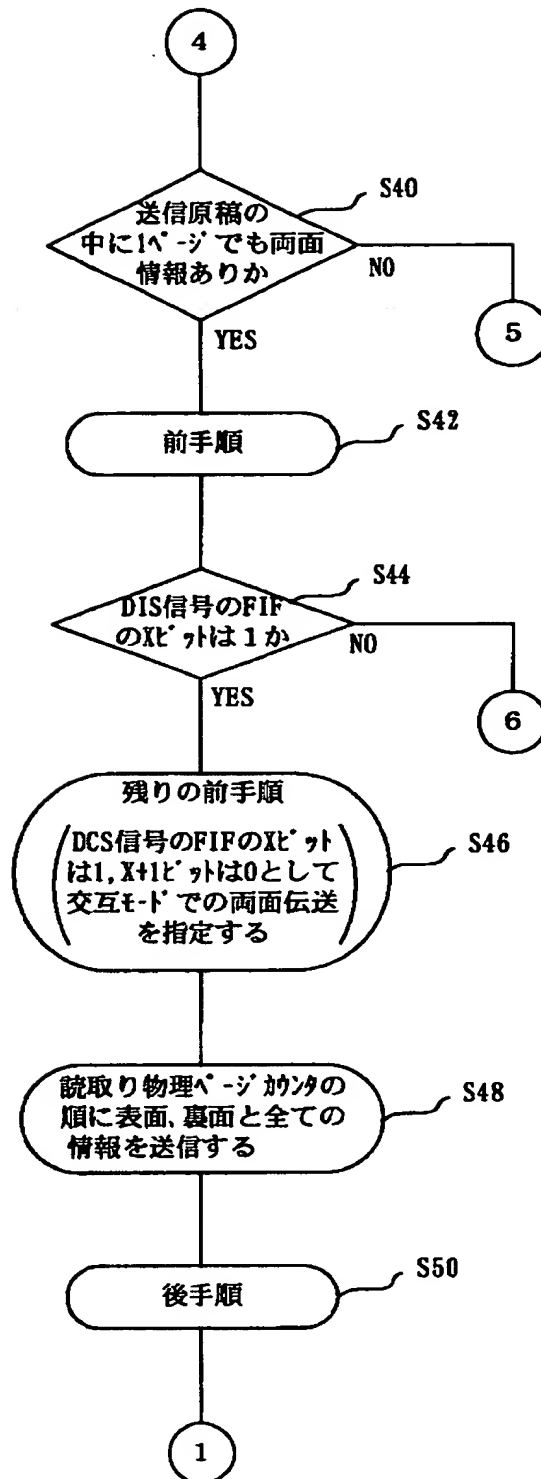 4
S40
送信原稿の
中に1ページでも両面
情報ありか
NO
5
YES
前手順
S42
S44
DIS信号のFIF
のXビットは1か
NO
6
YES
残りの前手順
DCS信号のFIFのXビット
は1,X+1ビットは0として
交互モードでの両面伝送
を指定する
S46
読取り物理ページカウンタの
順に表面、裏面と全ての
情報を送信する
S48
後手順
S50
1